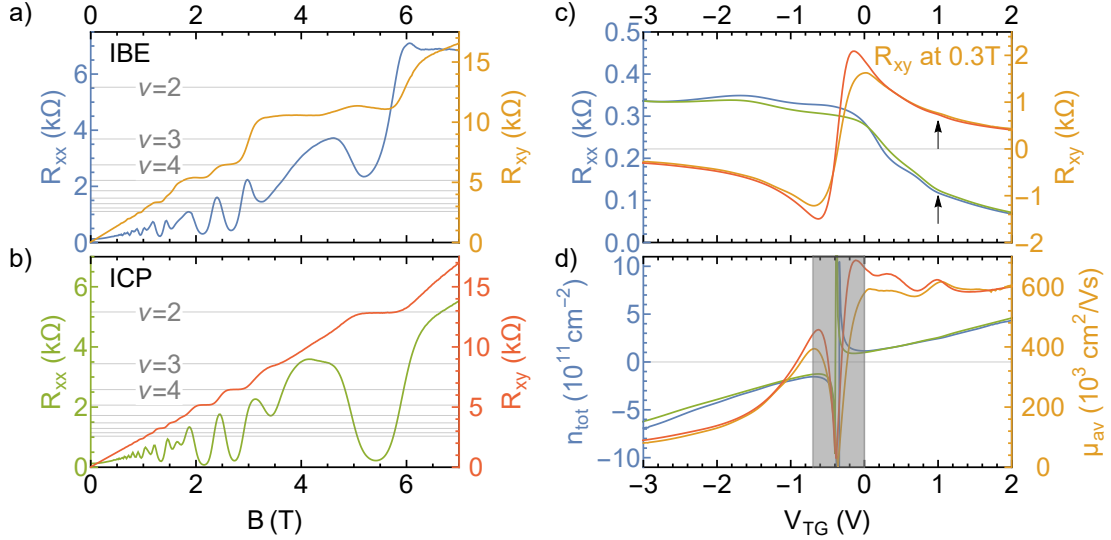 a)
IBE
ν=2
ν=3
ν=4
R_xx (kΩ)
0
2
4
6
R_xy (kΩ)
0
5
10
15
b)
ICP
ν=2
ν=3
ν=4
R_xx (kΩ)
0
2
4
6
R_xy (kΩ)
0
5
10
15
0 2 4 6
B (T)
c)
-3 -2 -1 0 1 2
R_xy at 0.3T
R_xx (kΩ)
0.5
0.4
0.3
0.2
0.1
0.0
R_xy (kΩ)
2
1
0
−1
−2
d)
n_tot (10^11 cm^−2)
10
5
0
−5
−10
μ_av (10^3 cm^2/Vs)
600
400
200
0
-3 -2 -1 0 1 2
V_TG (V)